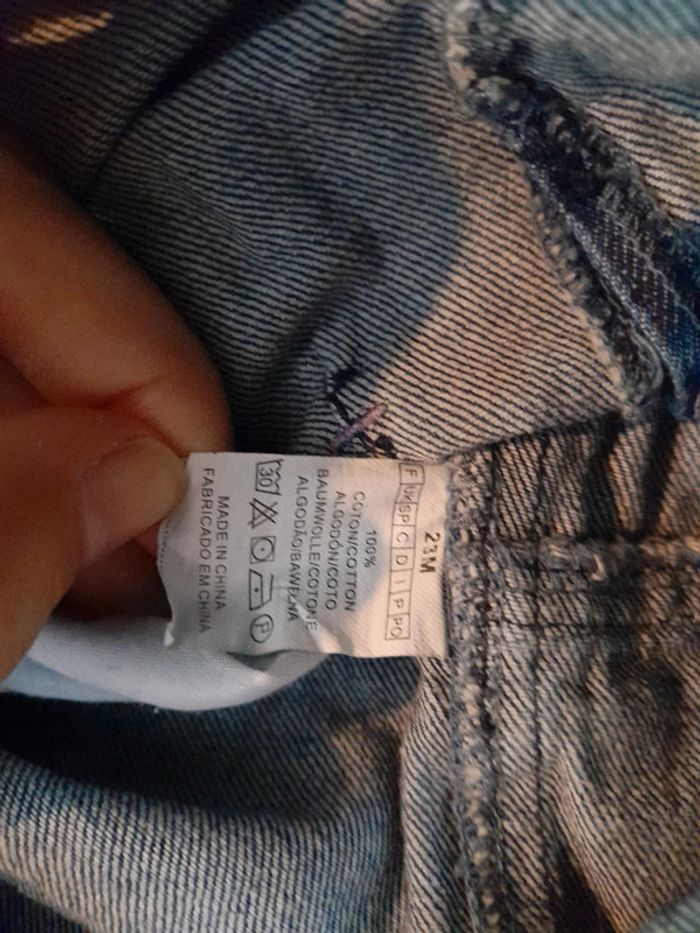 23M
F UK SP C D I P PO
100%
COTON/COTTON
ALGODÓN/COTO
BAUMWOLLE/COTONE
ALGODÃO/BAWEŁNA
30
P
MADE IN CHINA
FABRICADO EM CHINA